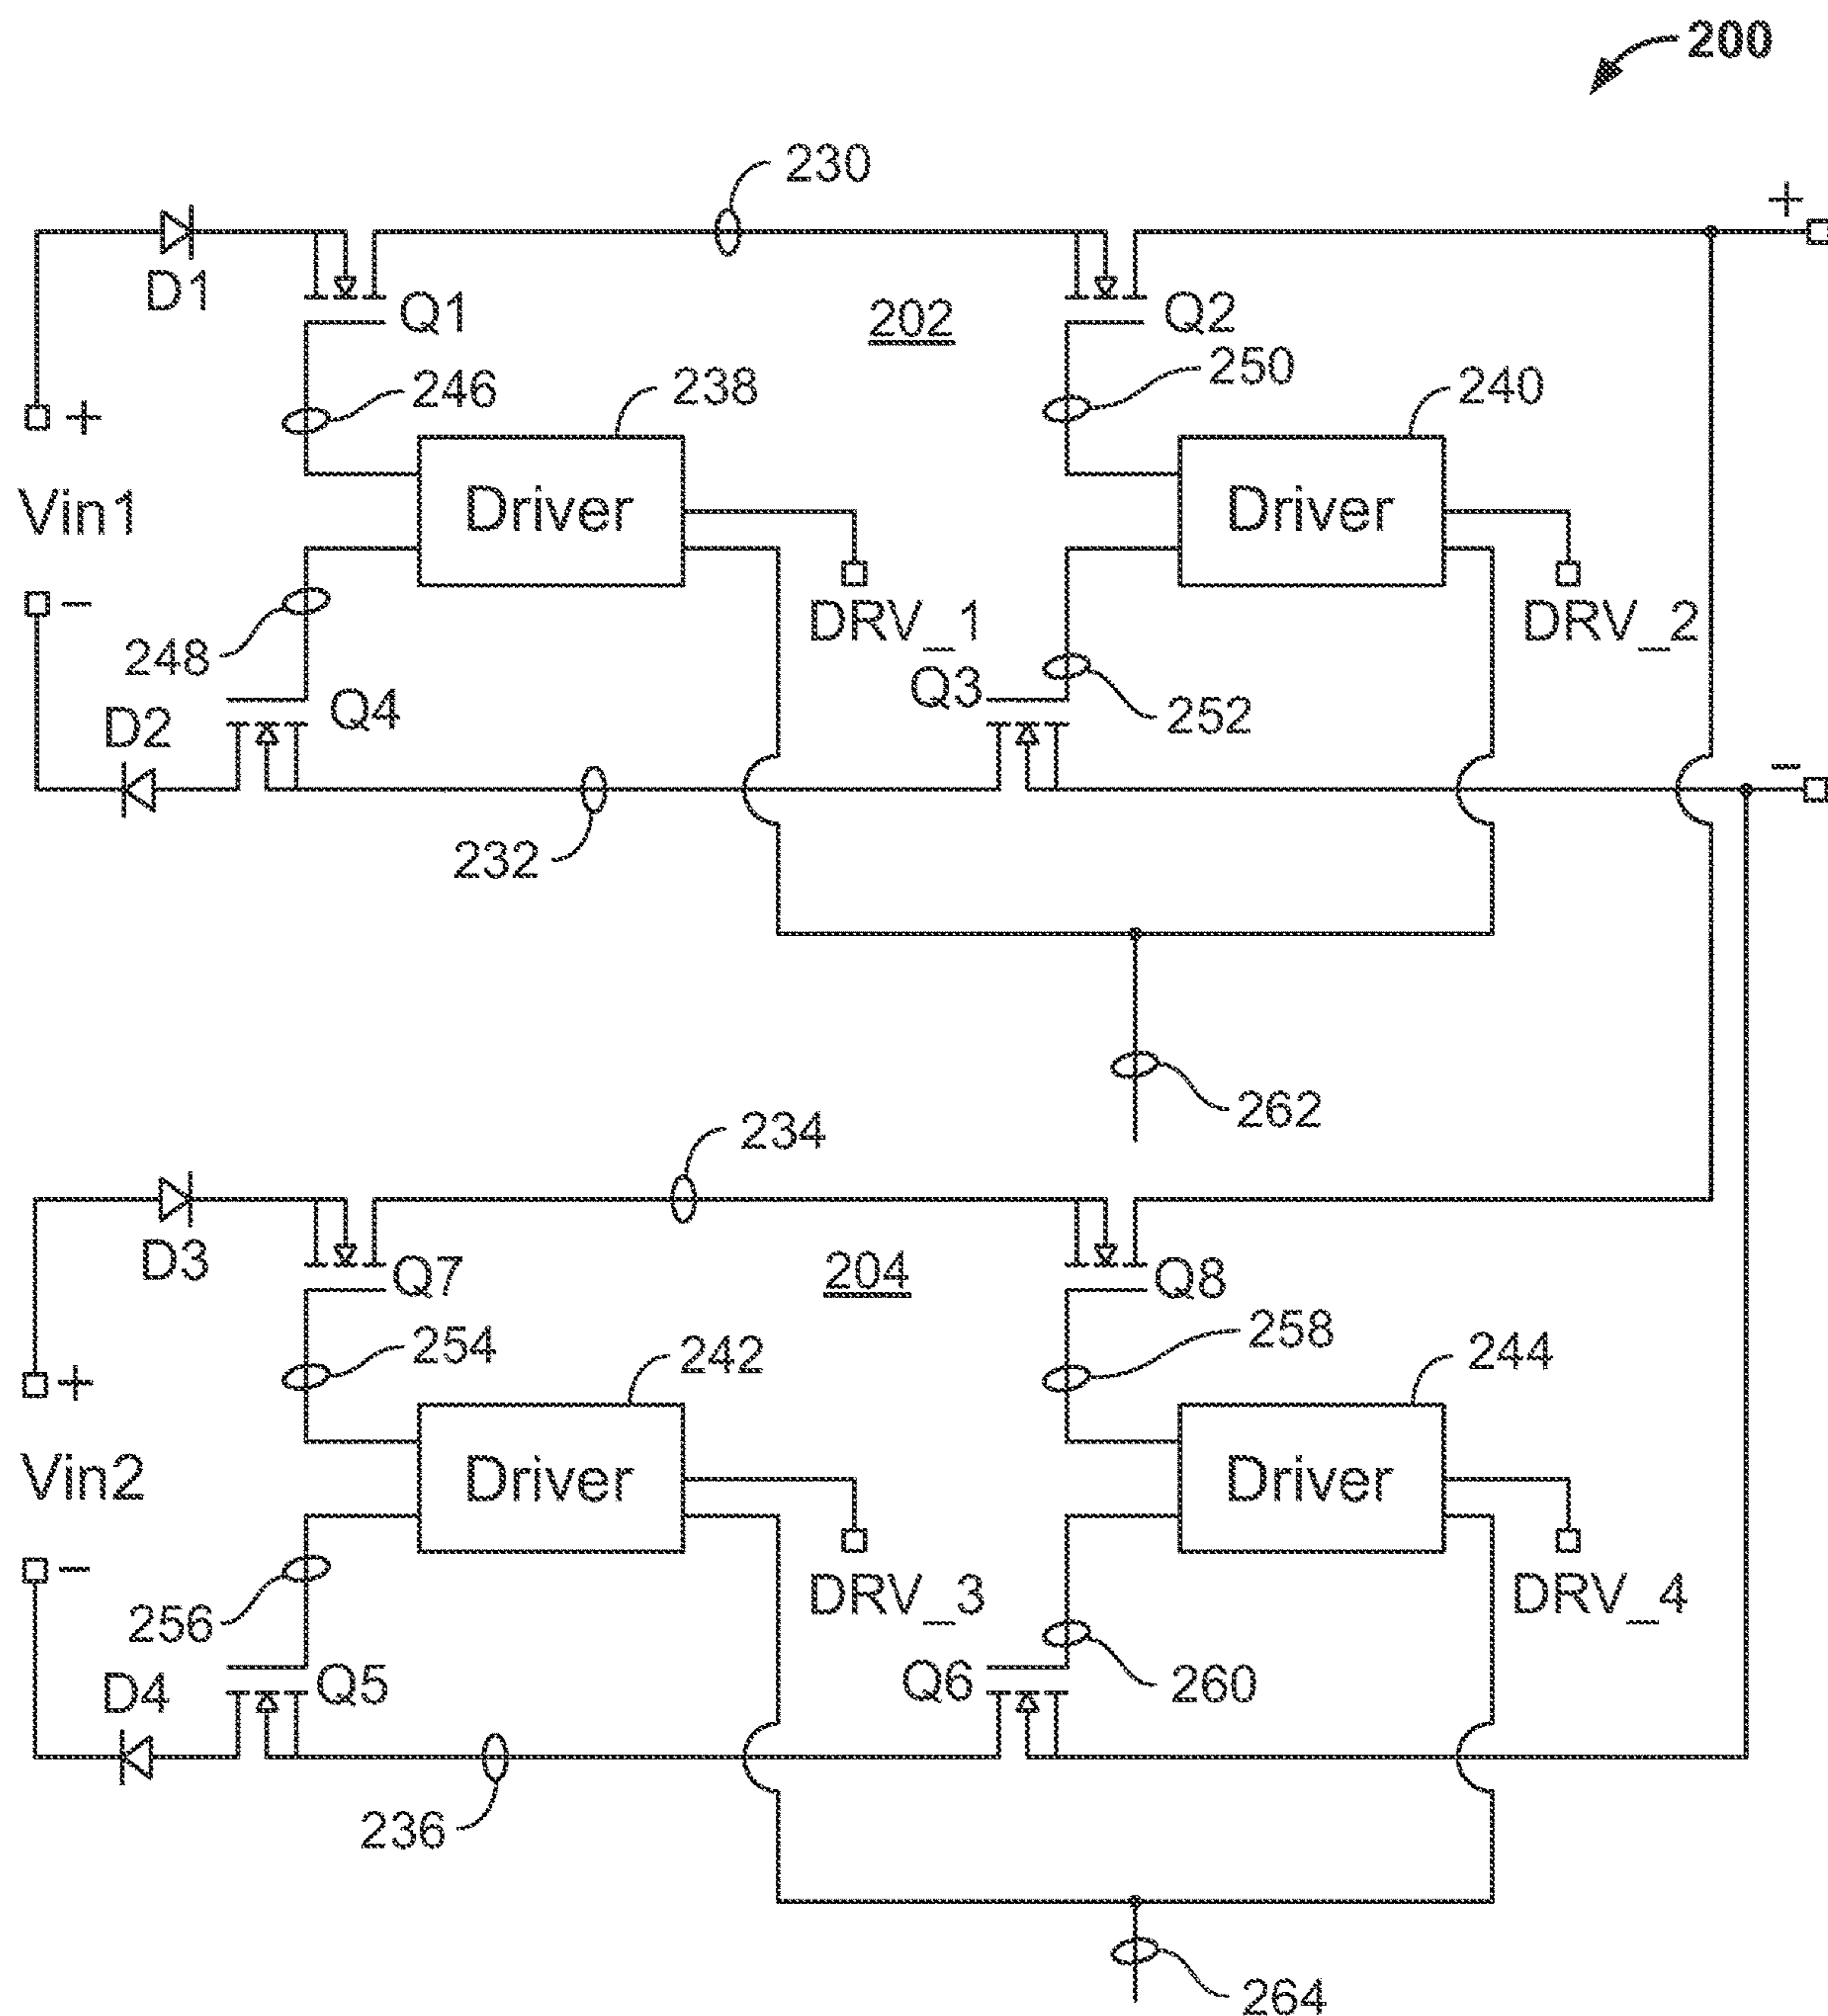 200
230
+
D1
Q1
202
Q2
246
238
250
240
+
Vin1
Driver
Driver
−
DRV_1
DRV_2
248
Q4
Q3
252
D2
−
232
262
234
D3
Q7
204
Q8
254
242
258
244
+
Vin2
Driver
Driver
−
DRV_3
DRV_4
256
D4
Q5
Q6
260
236
264